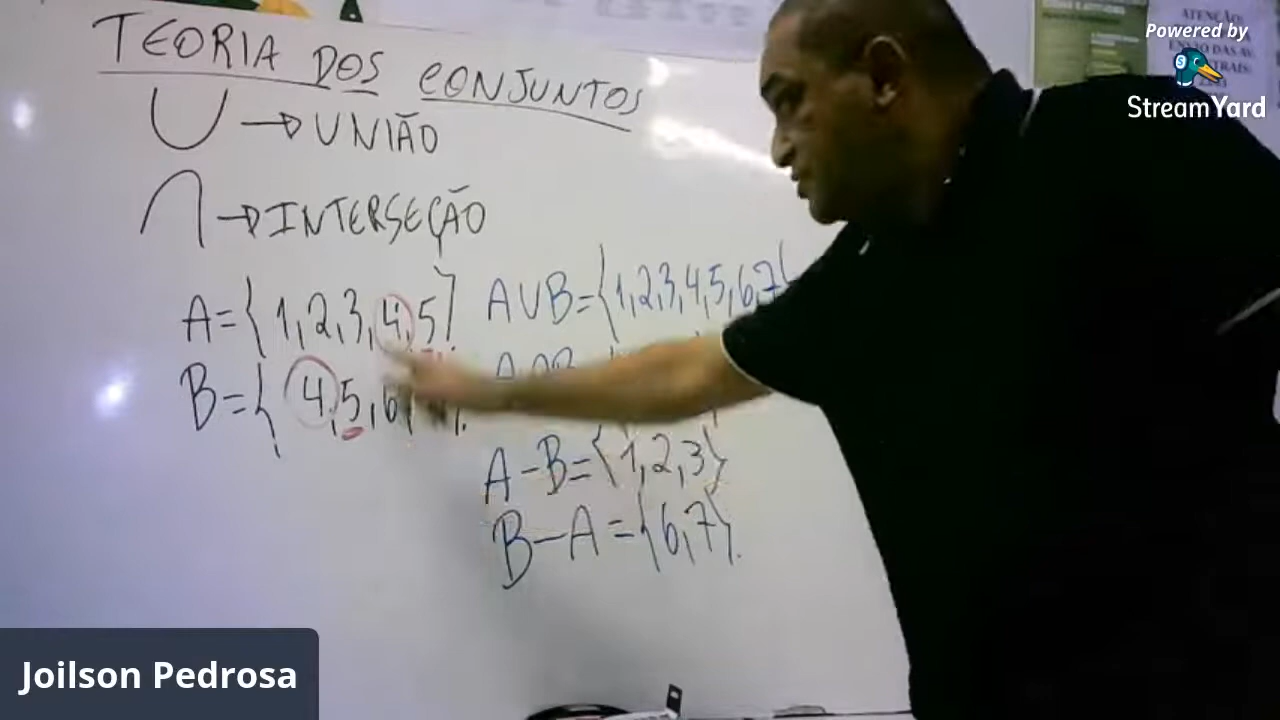 TEORIA DOS CONJUNTOS
U → UNIÃO
∩ → INTERSEÇÃO
A={1,2,3,4,5}.
B={4,5,6,
A∪B={1,2,3,4,5,6,7}
A∩B
A-B={1,2,3}
B-A={6,7}.
Powered by
StreamYard
ATENÇÃO
Joilson Pedrosa